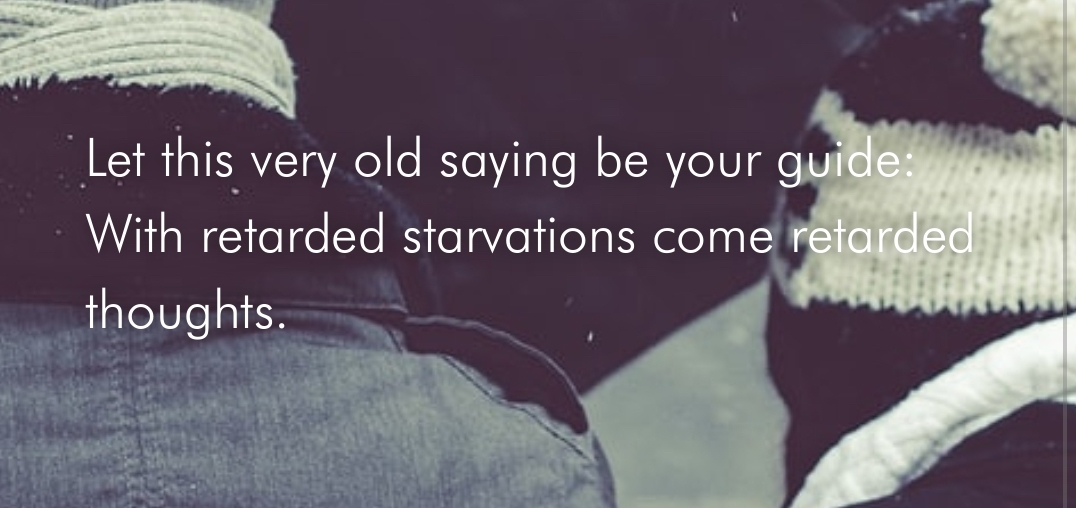 Let this very old saying be your guide:
With retarded starvations come retarded
thoughts.